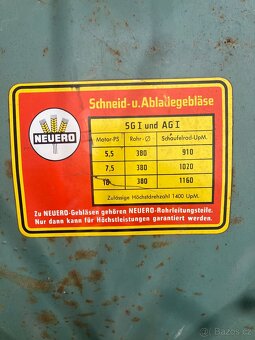 Schneid- u. Abladegebläse
NEUERO
SG I und AG I
Motor-PS Rohr-Ø Schaufelrad-UpM.
5,5 380 910
7,5 380 1020
10 380 1160
Zulässige Höchstdrehzahl 1400 UpM.
Zu NEUERO-Gebläsen gehören NEUERO-Rohrleitungsteile.
Nur dann kann für Höchstleistungen garantiert werden.
Bazos.cz